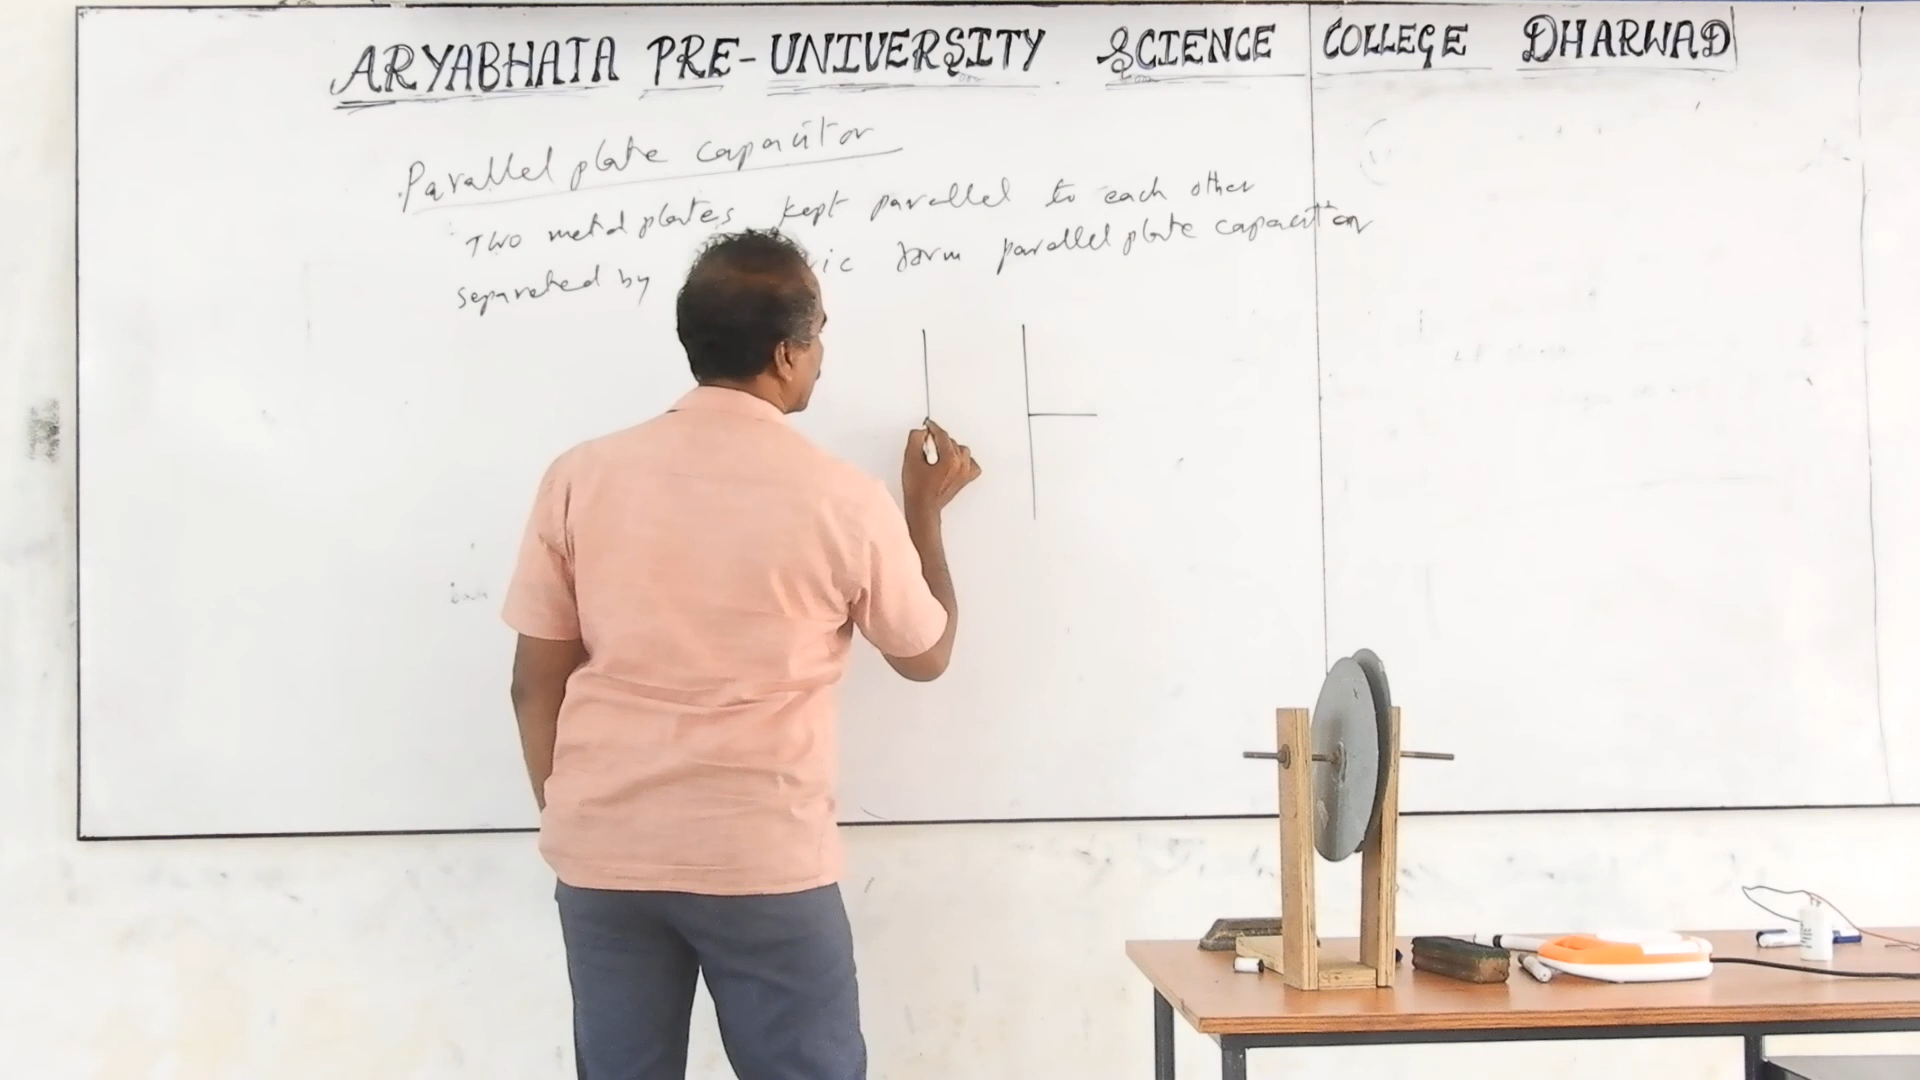 ARYABHATA PRE-UNIVERSITY SCIENCE COLLEGE DHARWAD
Parallel plate capacitor
Two metal plates kept parallel to each other
separated by ric form parallel plate capacitor